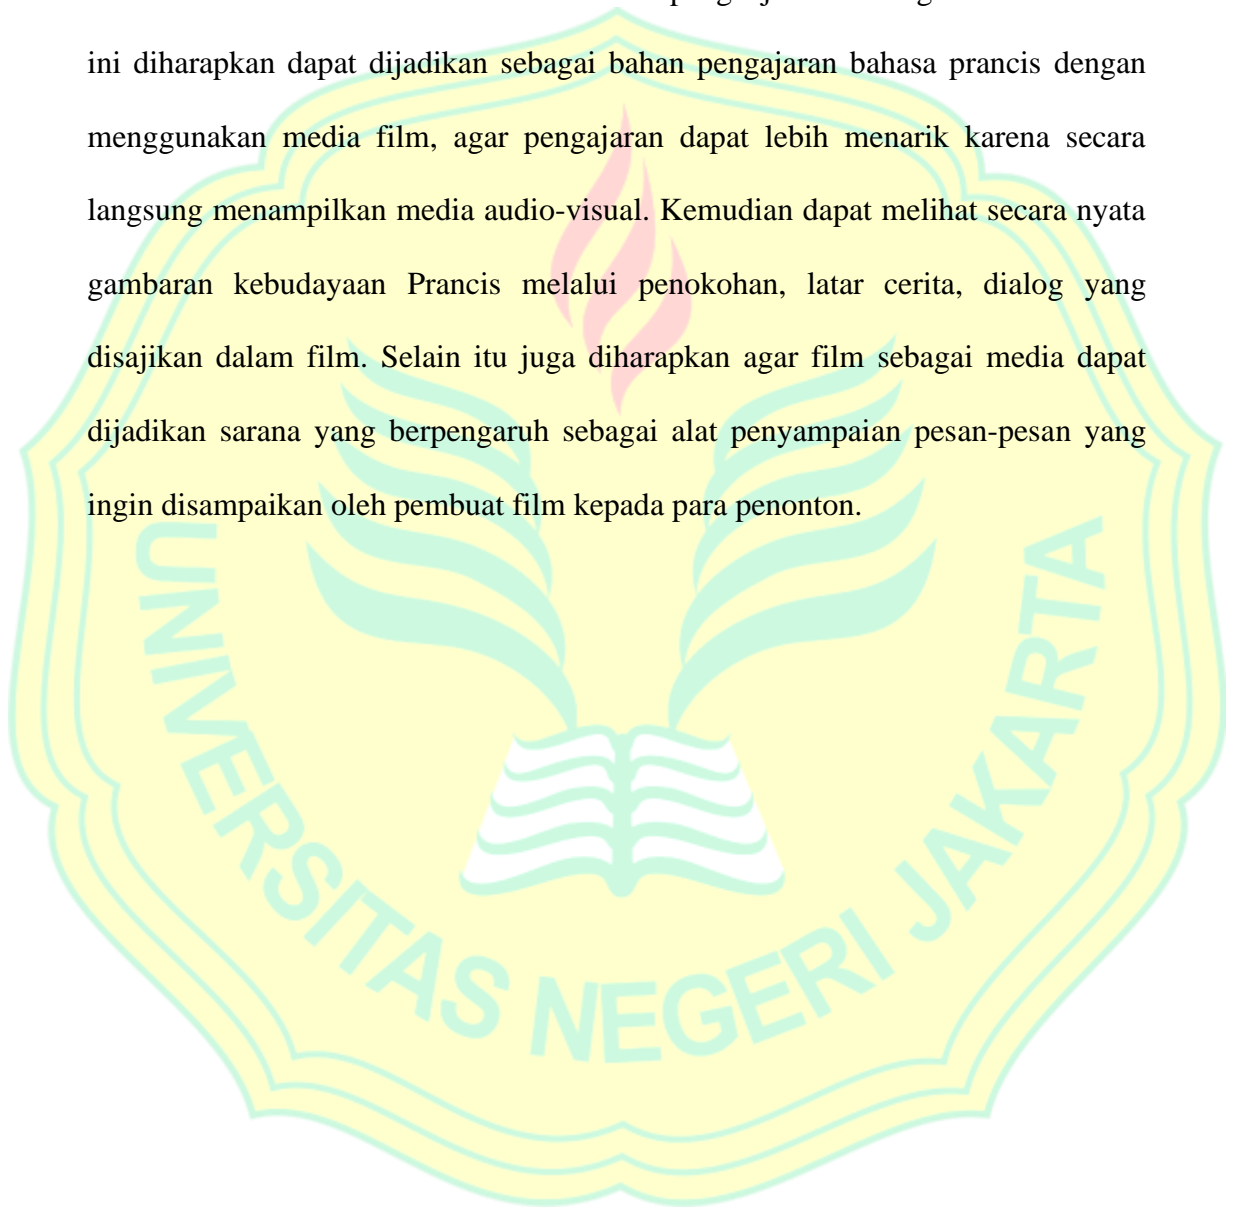 ini diharapkan dapat dijadikan sebagai bahan pengajaran bahasa prancis dengan
menggunakan media film, agar pengajaran dapat lebih menarik karena secara
langsung menampilkan media audio-visual. Kemudian dapat melihat secara nyata
gambaran kebudayaan Prancis melalui penokohan, latar cerita, dialog yang
disajikan dalam film. Selain itu juga diharapkan agar film sebagai media dapat
dijadikan sarana yang berpengaruh sebagai alat penyampaian pesan-pesan yang
ingin disampaikan oleh pembuat film kepada para penonton.
UNIVERSITAS NEGERI JAKARTA